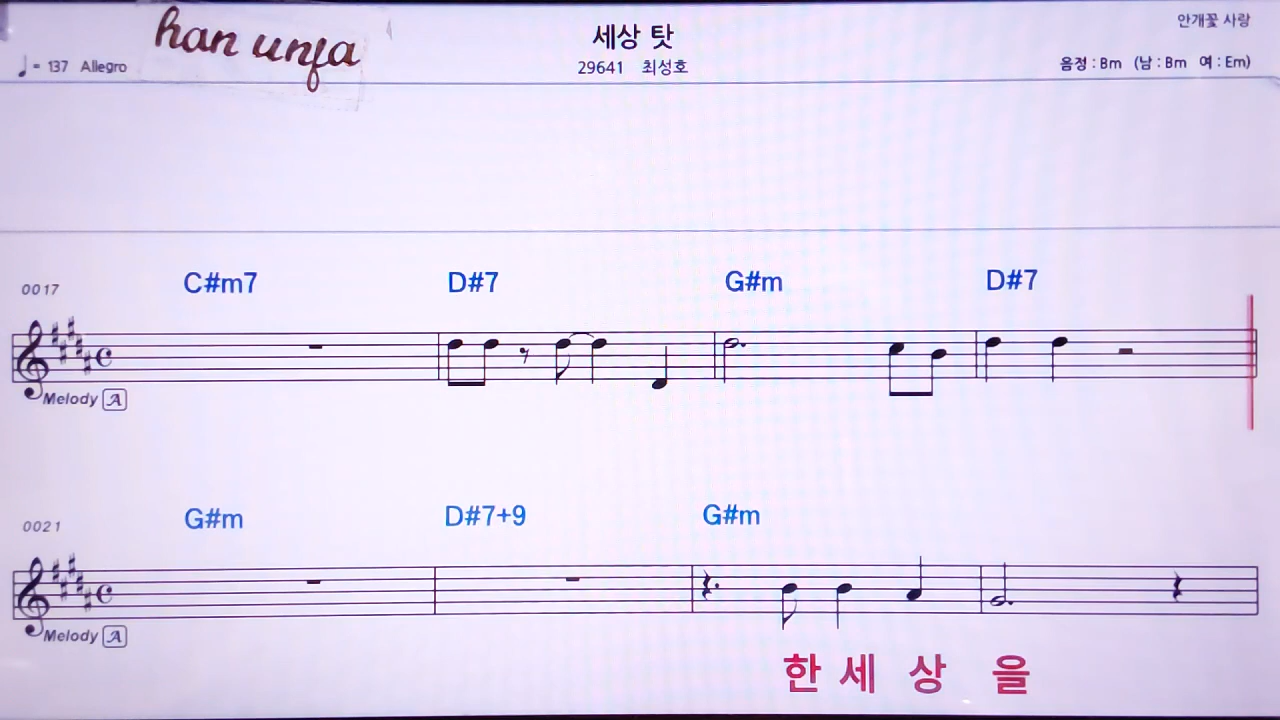 han unja
세상 탓
안개꽃 사랑
♩= 137 Allegro
29641 최성호
음정 : Bm (남 : Bm 여 : Em)
0017
C#m7 D#7 G#m D#7
Melody A
0021
G#m D#7+9 G#m
Melody A
한 세 상 을